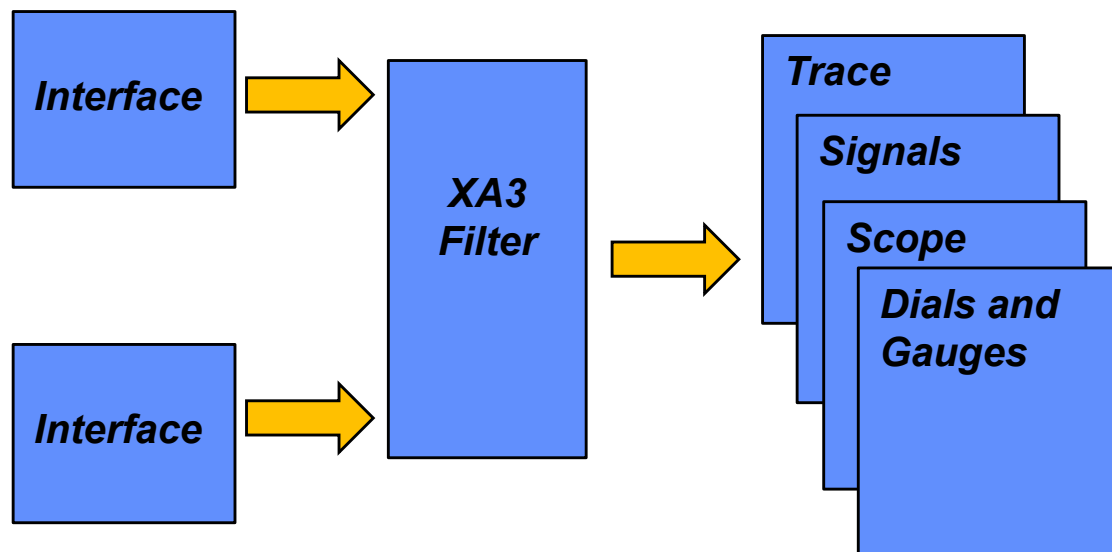 Interface
Interface
XA3
Filter
Trace
Signals
Scope
Dials and
Gauges